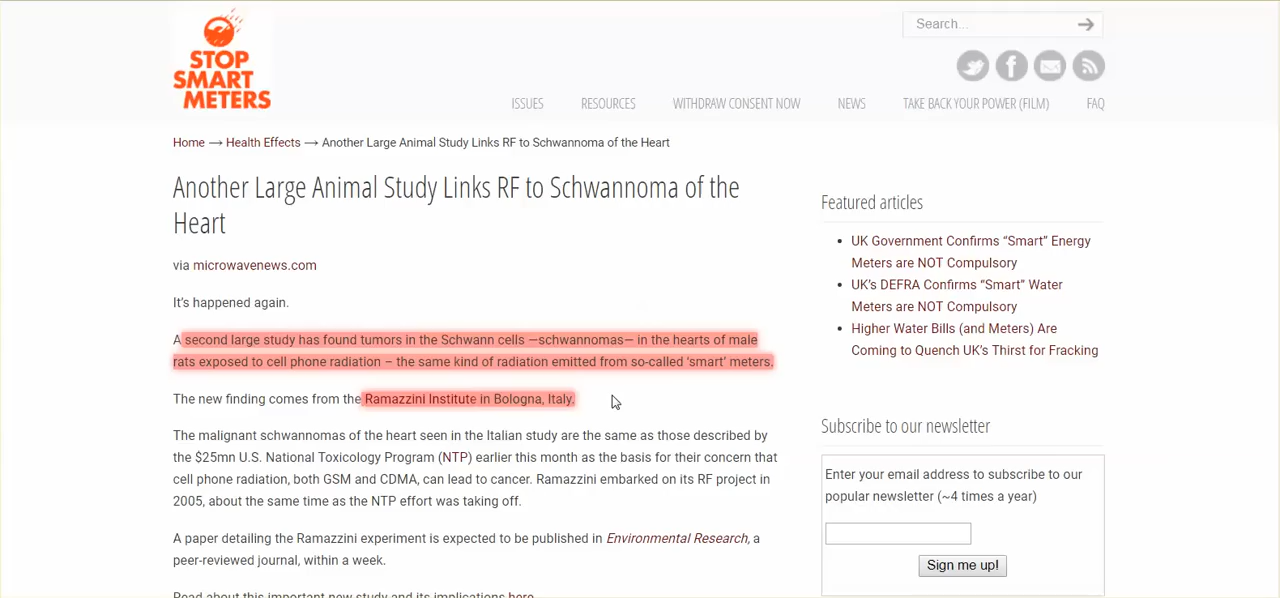 STOP
SMART
METERS
Search...
ISSUES RESOURCES WITHDRAW CONSENT NOW NEWS TAKE BACK YOUR POWER (FILM) FAQ
Home → Health Effects → Another Large Animal Study Links RF to Schwannoma of the Heart
Another Large Animal Study Links RF to Schwannoma of the
Heart
via microwavenews.com
It’s happened again.
A second large study has found tumors in the Schwann cells —schwannomas— in the hearts of male
rats exposed to cell phone radiation – the same kind of radiation emitted from so-called ‘smart’ meters.
The new finding comes from the Ramazzini Institute in Bologna, Italy.
The malignant schwannomas of the heart seen in the Italian study are the same as those described by
the $25mn U.S. National Toxicology Program (NTP) earlier this month as the basis for their concern that
cell phone radiation, both GSM and CDMA, can lead to cancer. Ramazzini embarked on its RF project in
2005, about the same time as the NTP effort was taking off.
A paper detailing the Ramazzini experiment is expected to be published in Environmental Research, a
peer-reviewed journal, within a week.
Read about this important new study and its implications here.
Featured articles
UK Government Confirms “Smart” Energy
Meters are NOT Compulsory
UK’s DEFRA Confirms “Smart” Water
Meters are NOT Compulsory
Higher Water Bills (and Meters) Are
Coming to Quench UK’s Thirst for Fracking
Subscribe to our newsletter
Enter your email address to subscribe to our
popular newsletter (~4 times a year)
Sign me up!